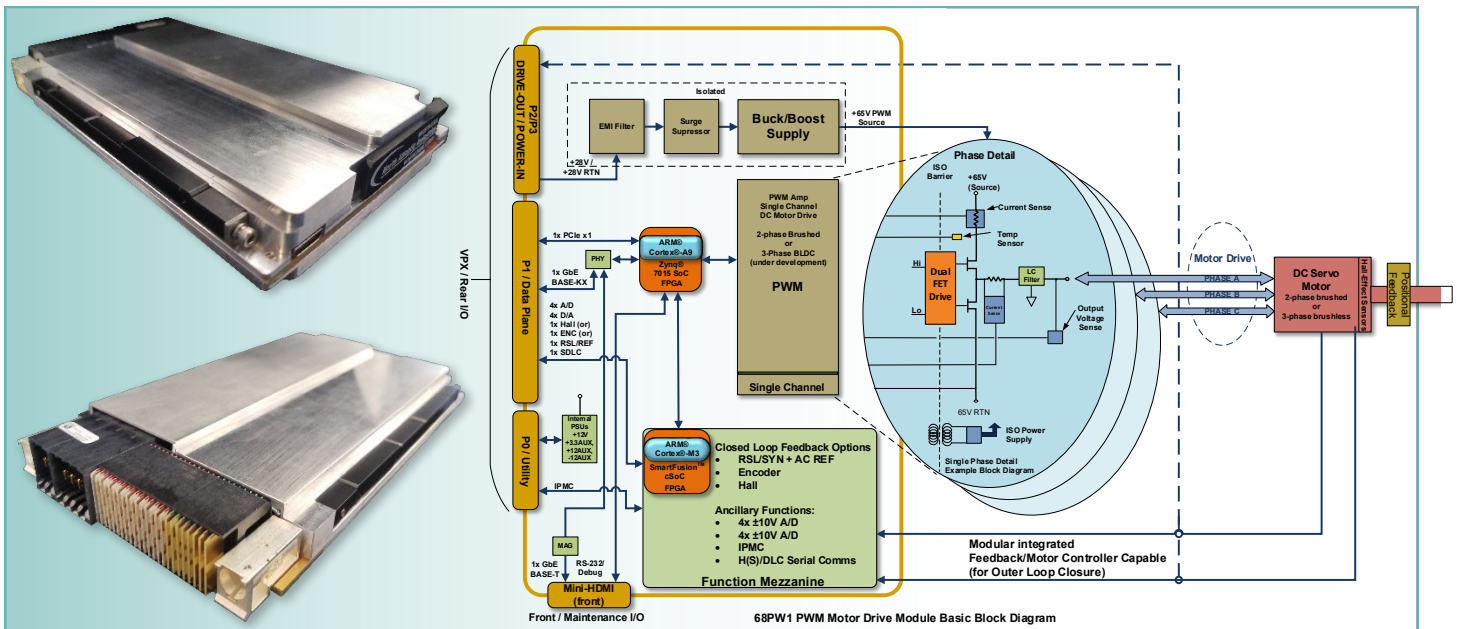 VPX / Rear I/O
P2/P3
DRIVE-OUT / POWER-IN
P1 / Data Plane
P0 / Utility
Isolated
EMI Filter
Surge
Supressor
Buck/Boost
Supply
+65V PWM
Source
+28V /
+28V RTN
1x PCIe x1
PHY
1x GbE
BASE-KX
4x A/D
4x D/A
1x Hall (or)
1x ENC (or)
1x RSL/REF
1x SDLC
ARM®
Cortex®-A9
Zynq®
7015 SoC
FPGA
PWM Amp
Single Channel
DC Motor Drive
2-phase Brushed
or
3-Phase BLDC
(under development)
PWM
Single Channel
Internal
PSUs
+12V
+3.3AUX,
+12AUX,
-12AUX
IPMC
MAG
1x GbE
BASE-T
RS-232/
Debug
Mini-HDMI
(front)
Front / Maintenance I/O
ARM®
Cortex®-M3
SmartFusion™
cSoC
FPGA
Closed Loop Feedback Options
• RSL/SYN + AC REF
• Encoder
• Hall
Ancillary Functions:
• 4x ±10V A/D
• 4x ±10V A/D
• IPMC
• H(S)/DLC Serial Comms
Function Mezzanine
Phase Detail
ISO
Barrier
+65V
(Source)
Current Sense
Temp
Sensor
Hi
Dual
FET
Drive
Lo
LC
Filter
Current
Sense
Output
Voltage
Sense
65V RTN
ISO Power
Supply
Single Phase Detail
Example Block Diagram
Motor Drive
PHASE A
PHASE B
PHASE C
DC Servo
Motor
2-phase brushed
or
3-phase brushless
Hall-Effect Sensors
Positional
Feedback
Modular integrated
Feedback/Motor Controller Capable
(for Outer Loop Closure)
68PW1 PWM Motor Drive Module Basic Block Diagram